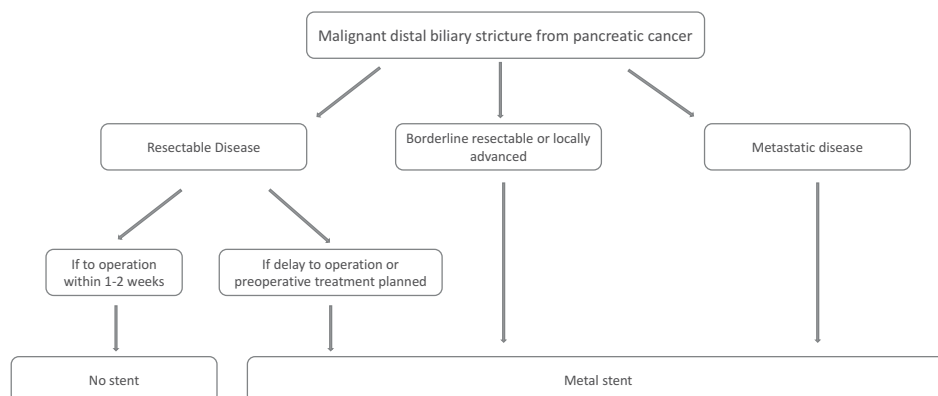 Malignant distal biliary stricture from pancreatic cancer
Resectable Disease
Borderline resectable or locally
advanced
Metastatic disease
If to operation
within 1-2 weeks
If delay to operation or
preoperative treatment planned
No stent
Metal stent